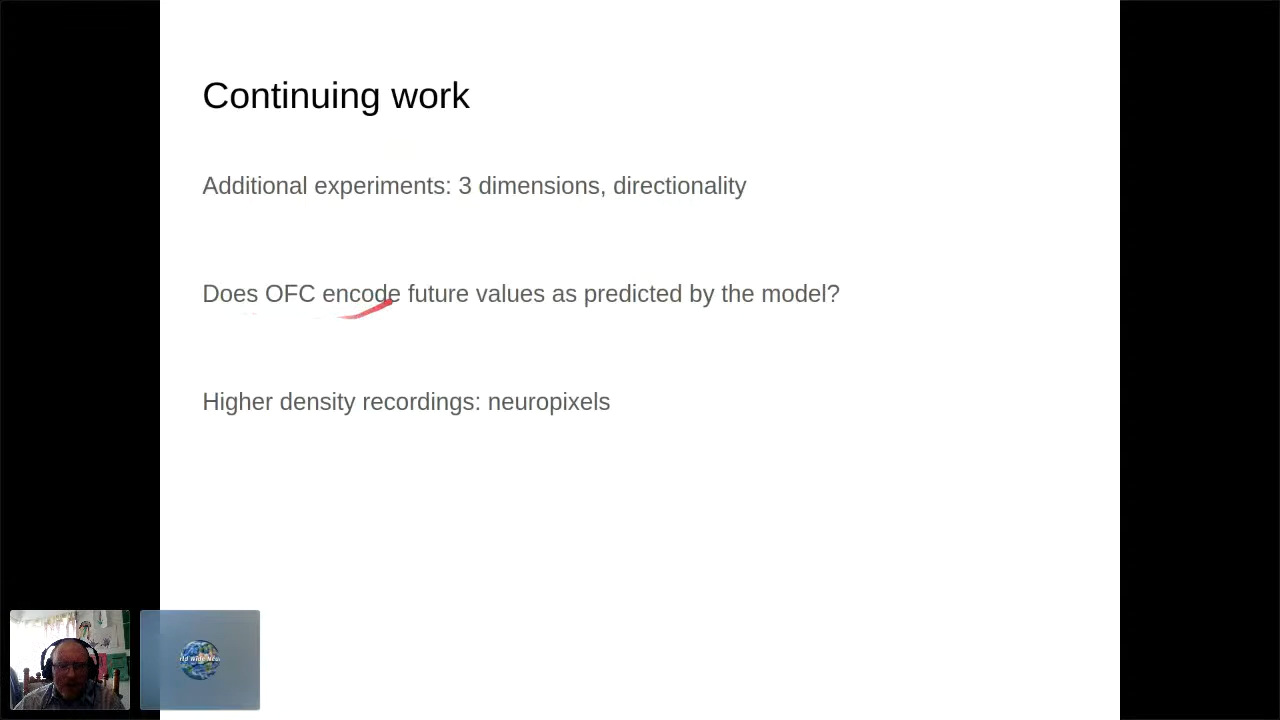 Continuing work
Additional experiments: 3 dimensions, directionality
Does OFC encode future values as predicted by the model?
Higher density recordings: neuropixels